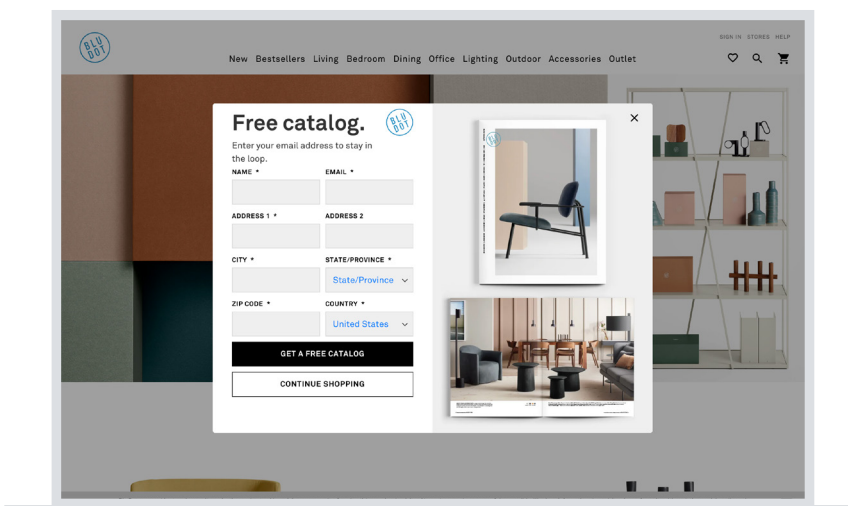 BLU DOT
SIGN IN STORES HELP
New Bestsellers Living Bedroom Dining Office Lighting Outdoor Accessories Outlet
Free catalog.
BLU DOT
Enter your email address to stay in
the loop.
NAME * EMAIL *
ADDRESS 1 * ADDRESS 2
CITY * STATE/PROVINCE *
State/Province
ZIP CODE * COUNTRY *
United States
GET A FREE CATALOG
CONTINUE SHOPPING
BLU DOT